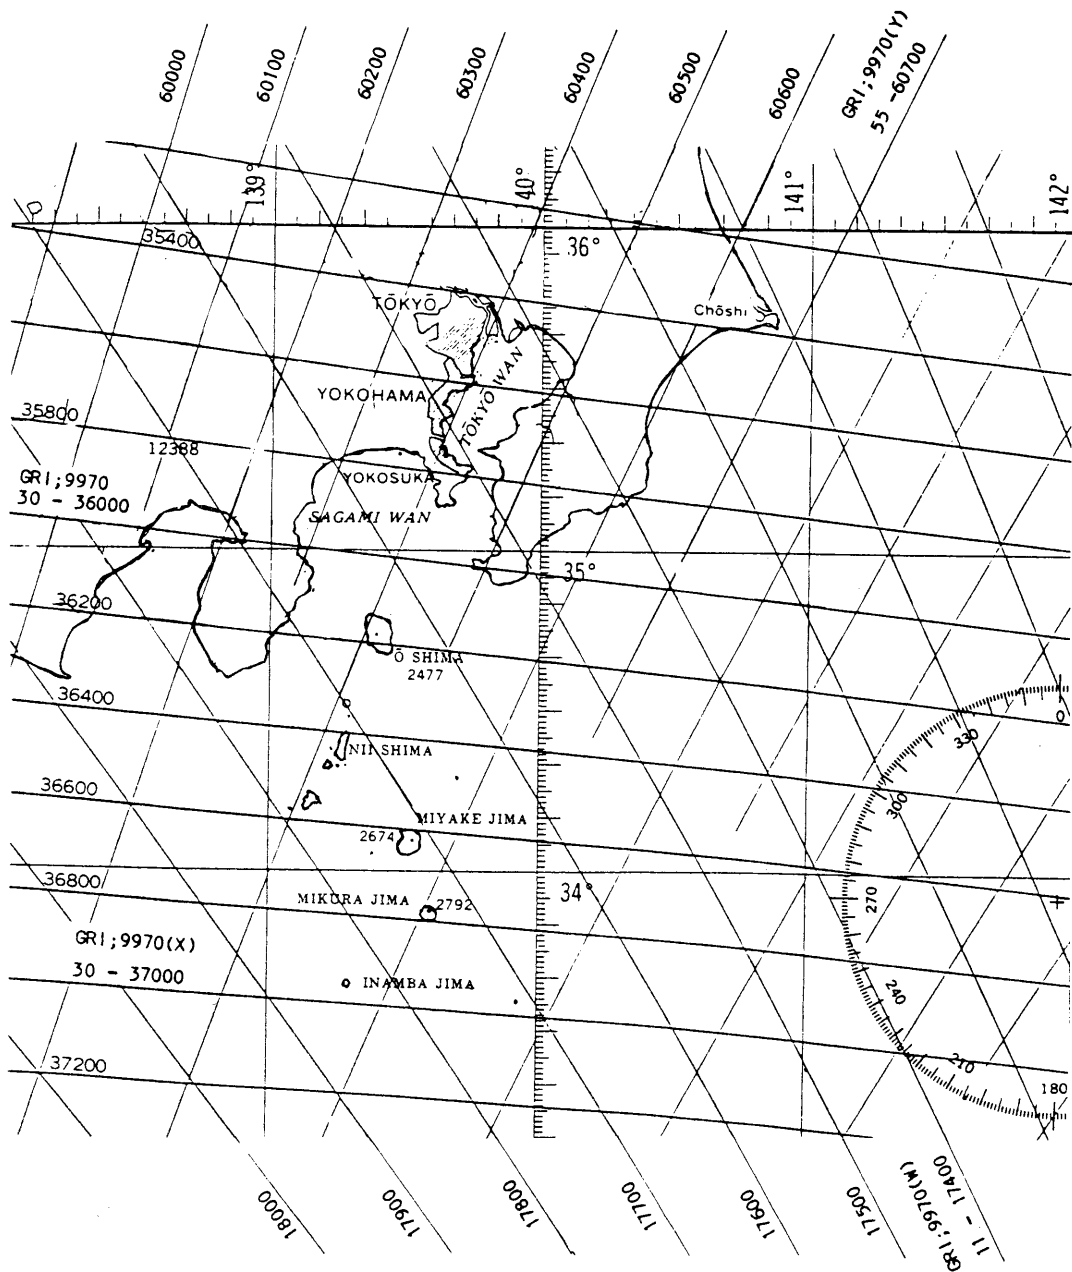 60000
60100
60200
60300
60400
60500
60600
GRI;9970(Y)
55 -60700
139°
40°
141°
142°
35400
36°
TŌKYŌ
Chōshi
TŌKYŌ WAN
YOKOHAMA
35800
12388
GRI;9970
30 - 36000
YOKOSUKA
SAGAMI WAN
35°
36200
Ō SHIMA
2477
36400
0
330
NII SHIMA
36600
300
MIYAKE JIMA
2674
36800
34
270
MIKURA JIMA
2792
GRI;9970(X)
30 - 37000
INAMBA JIMA
240
210
37200
180
18000
17900
17800
17700
17600
17500
11 - 17400
GRI;9970(W)